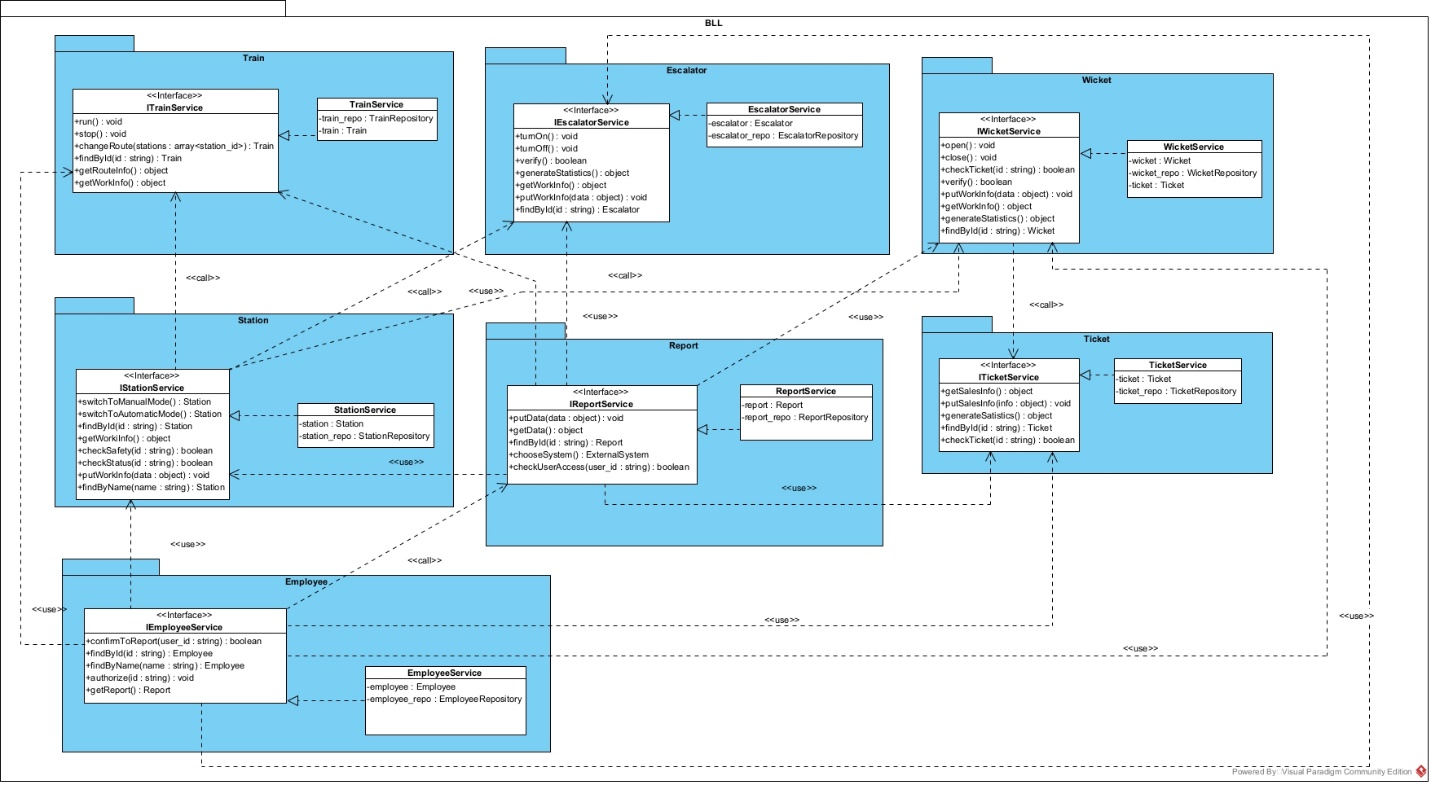 BLL
Train
<<Interface>>
ITrainService
+run() : void
+stop() : void
+changeRoute(stations : array<station_id>) : Train
+findById(id : string) : Train
+getRouteInfo() : object
+getWorkInfo() : object
TrainService
-train_repo : TrainRepository
-train : Train
Escalator
<<Interface>>
IEscalatorService
+turnOn() : void
+turnOff() : void
+verify() : boolean
+generateStatistics() : object
+getWorkInfo() : object
+putWorkInfo(data : object) : void
+findById(id : string) : Escalator
EscalatorService
-escalator : Escalator
-escalator_repo : EscalatorRepository
Wicket
<<Interface>>
IWicketService
+open() : void
+close() : void
+checkTicket(id : string) : boolean
+verify() : boolean
+putWorkInfo(data : object) : void
+getWorkInfo() : object
+generateStatistics() : object
+findById(id : string) : Wicket
WicketService
-wicket : Wicket
-wicket_repo : WicketRepository
-ticket : Ticket
<<call>>
<<call>>
<<use>>
<<call>>
<<use>>
<<use>>
<<call>>
Station
<<Interface>>
IStationService
+switchToManualMode() : Station
+switchToAutomaticMode() : Station
+findById(id : string) : Station
+getWorkInfo() : object
+checkSafety(id : string) : boolean
+checkStatus(id : string) : boolean
+putWorkInfo(data : object) : void
+findByName(name : string) : Station
StationService
-station : Station
-station_repo : StationRepository
<<use>>
Report
<<Interface>>
IReportService
+putData(data : object) : void
+getData() : object
+findById(id : string) : Report
+chooseSystem() : ExternalSystem
+checkUserAccess(user_id : string) : boolean
ReportService
-report : Report
-report_repo : ReportRepository
<<use>>
Ticket
<<Interface>>
ITicketService
+getSalesInfo() : object
+putSalesInfo(info : object) : void
+generateSatistics() : object
+findById(id : string) : Ticket
+checkTicket(id : string) : boolean
TicketService
-ticket : Ticket
-ticket_repo : TicketRepository
<<use>>
<<call>>
Employee
<<use>>
<<Interface>>
IEmployeeService
+confirmToReport(user_id : string) : boolean
+findById(id : string) : Employee
+findByName(name : string) : Employee
+authorize(id : string) : void
+getReport() : Report
EmployeeService
-employee : Employee
-employee_repo : EmployeeRepository
<<use>>
<<use>>
<<use>>
Powered By: Visual Paradigm Community Edition